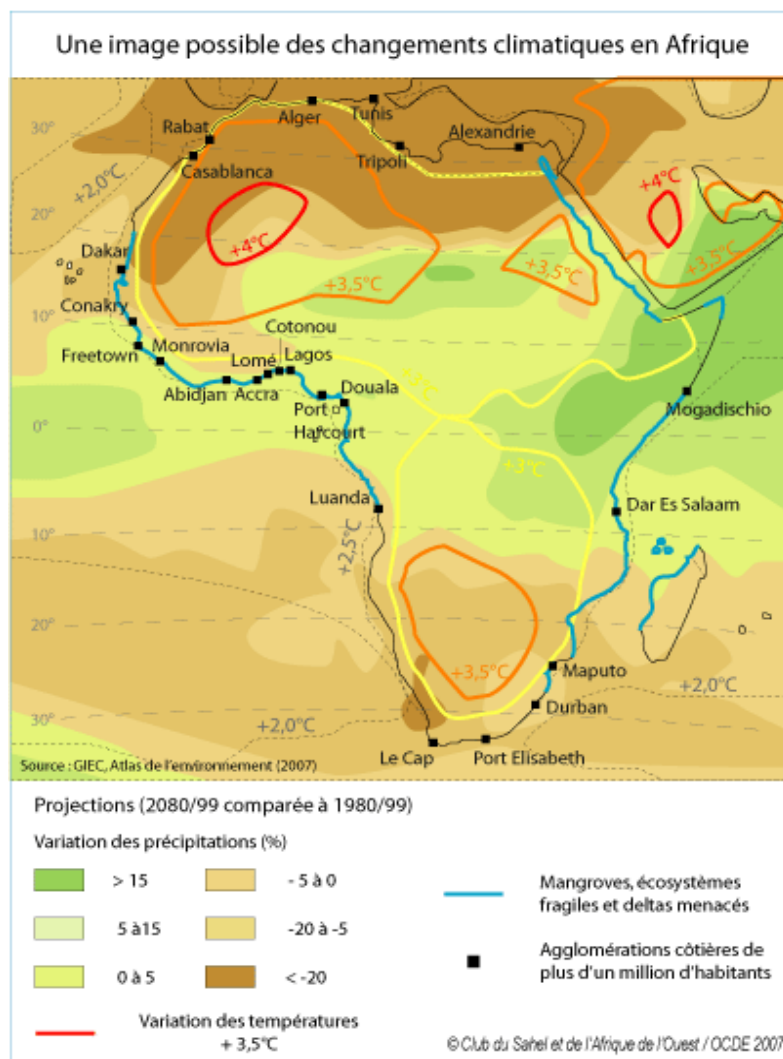 Une image possible des changements climatiques en Afrique
30°
Rabat
Alger
Tunis
Alexandrie
Tripoli
Casablanca
+2,0°C
+4°C
20°
+4°C
Dakar
+3,5°C
+3,5°C
+3,5°C
Conakry
10°
Cotonou
Freetown
Monrovia
Lomé
Lagos
Abidjan
Accra
Douala
+3°C
Port
Harcourt
Mogadischio
0°
+3°C
Luanda
Dar Es Salaam
10°
+2,5°C
20°
+3,5°C
Maputo
+2,0°C
Durban
30°
+2,0°C
Le Cap
Port Elisabeth
Source : GIEC, Atlas de l'environnement (2007)
Projections (2080/99 comparée à 1980/99)
Variation des précipitations (%)
> 15
- 5 à 0
5 à15
-20 à -5
0 à 5
< -20
Mangroves, écosystèmes
fragiles et deltas menacés
Agglomérations côtières de
plus d'un million d'habitants
Variation des températures
+ 3,5°C
© Club du Sahel et de l'Afrique de l'Ouest / OCDE 2007